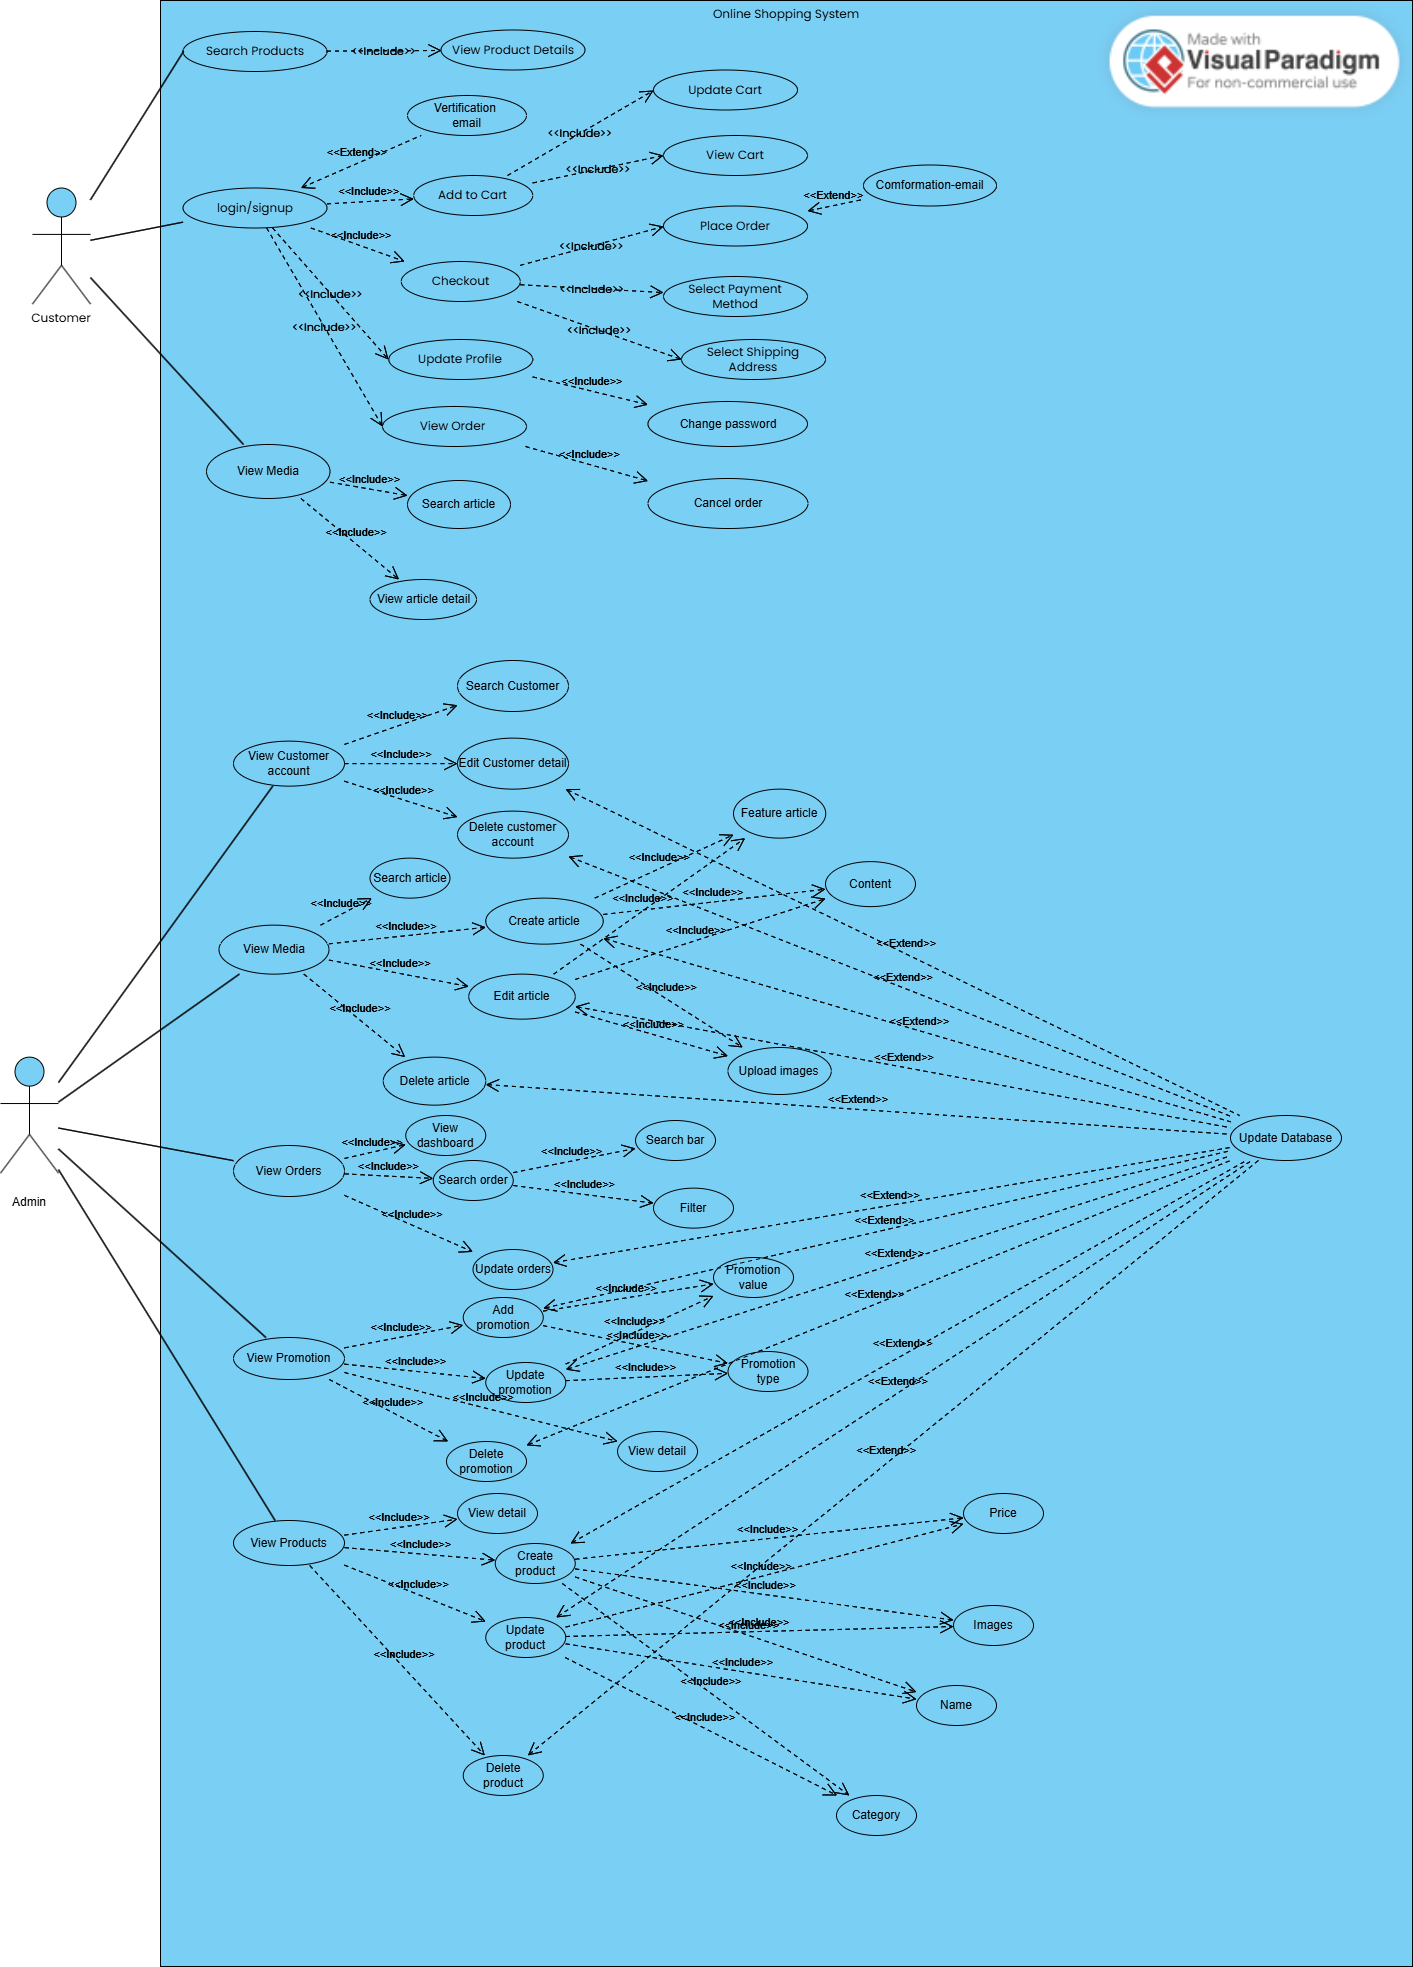 Online Shopping System
Made with
Visual Paradigm
For non-commercial use
Search Products
<<Include>>
View Product Details
Vertification
email
Update Cart
<<Include>>
<<Extend>>
View Cart
<<Include>>
Comformation-email
<<Extend>>
login/signup
<<Include>>
Add to Cart
Place Order
<<Include>>
<<Include>>
Checkout
<<Include>>
Select Payment
Method
<<Include>>
Customer
<<Include>>
<<Include>>
Update Profile
Select Shipping
Address
<<Include>>
View Order
Change password
<<Include>>
View Media
<<Include>>
Search article
Cancel order
<<Include>>
View article detail
Search Customer
<<Include>>
View Customer
account
<<Include>>
Edit Customer detail
<<Include>>
Delete customer
account
Feature article
<<Include>>
Search article
Content
<<Include>>
<<Include>>
<<Include>>
<<Include>>
Create article
<<Include>>
View Media
<<Extend>>
<<Include>>
<<Extend>>
Edit article
<<Include>>
<<Include>>
<<Include>>
<<Extend>>
<<Extend>>
Delete article
Upload images
<<Extend>>
View
dashboard
<<Include>>
Search bar
<<Include>>
Update Database
View Orders
<<Include>>
Search order
<<Include>>
Filter
Admin
<<Include>>
<<Extend>>
<<Extend>>
Update orders
<<Extend>>
Promotion
value
<<Include>>
<<Extend>>
Add
promotion
<<Include>>
<<Include>>
<<Include>>
<<Extend>>
View Promotion
<<Include>>
Update
promotion
<<Include>>
Promotion
type
<<Extend>>
<<Include>>
<<Include>>
Delete
promotion
View detail
<<Extend>>
View detail
<<Include>>
Price
<<Include>>
View Products
<<Include>>
Create
product
<<Include>>
<<Include>>
<<Include>>
Update
product
<<Include>>
<<Include>>
Images
<<Include>>
<<Include>>
<<Include>>
Name
<<Include>>
Delete
product
Category